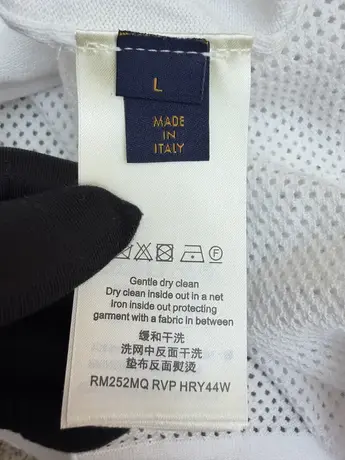 L
MADE
IN
ITALY
Gentle dry clean
Dry clean inside out in a net
Iron inside out protecting
garment with a fabric in between
缓和干洗
洗网中反面干洗
垫布反面熨烫
RM252MQ RVP HRY44W